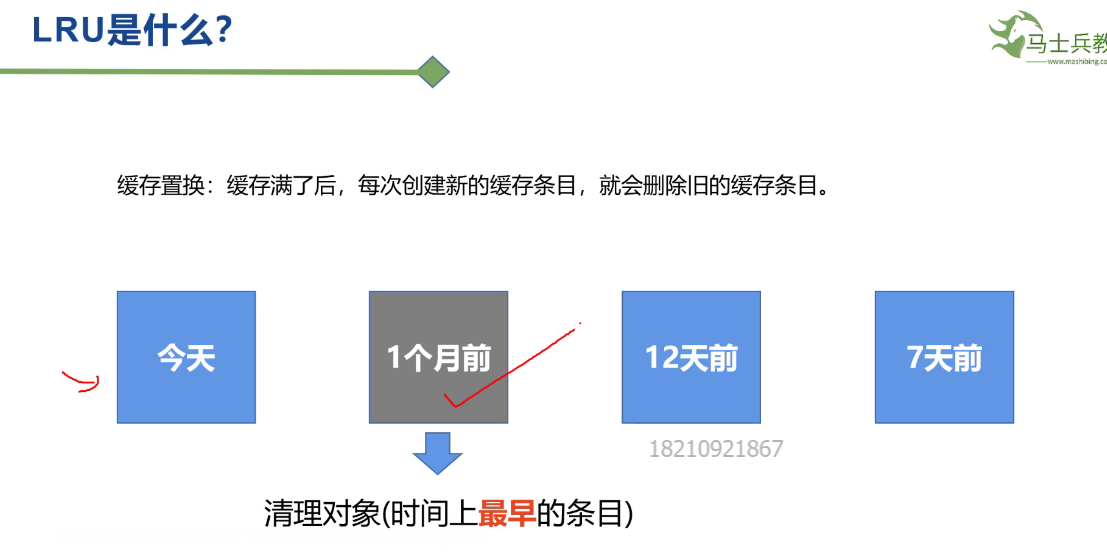 LRU是什么?
马士兵教
www.mashibing.co
缓存置换：缓存满了后，每次创建新的缓存条目，就会删除旧的缓存条目。
今天
1个月前
12天前
7天前
18210921867
清理对象(时间上最早的条目)